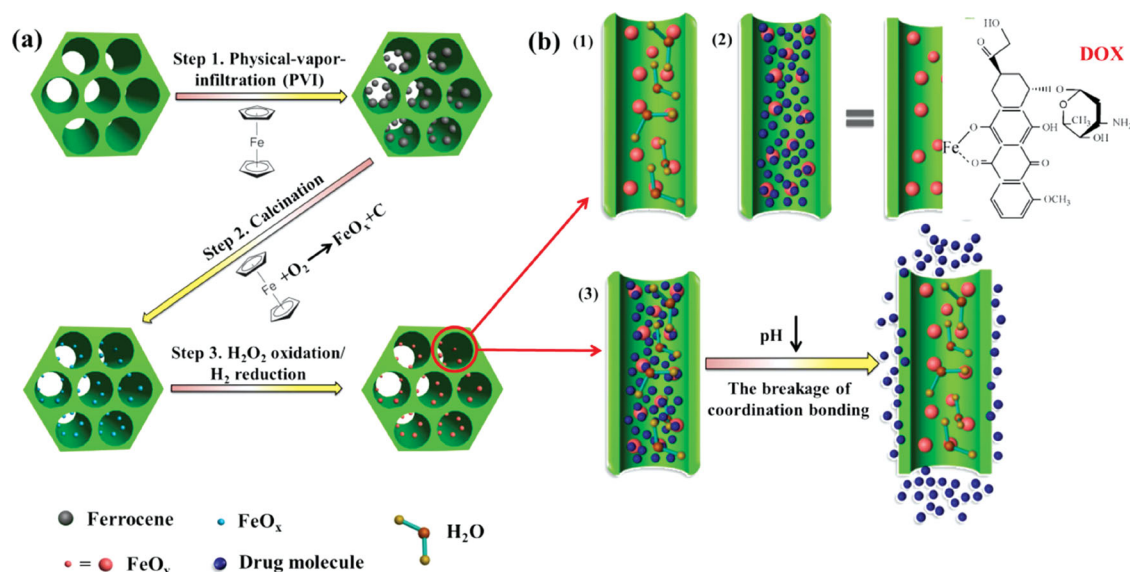 (a)
Step 1. Physical-vapor-
infiltration (PVI)
Fe
Step 2. Calcination
Fe
+O₂
FeOₓ+C
Step 3. H₂O₂ oxidation/
H₂ reduction
Ferrocene
FeOₓ
H₂O
= FeOₓ
Drug molecule
(b)
(1)
(2)
=
HO
DOX
O
O
O
CH₃
NH₂
OH
O
OH
Fe
O
O
O
OCH₃
(3)
pH
The breakage of
coordination bonding